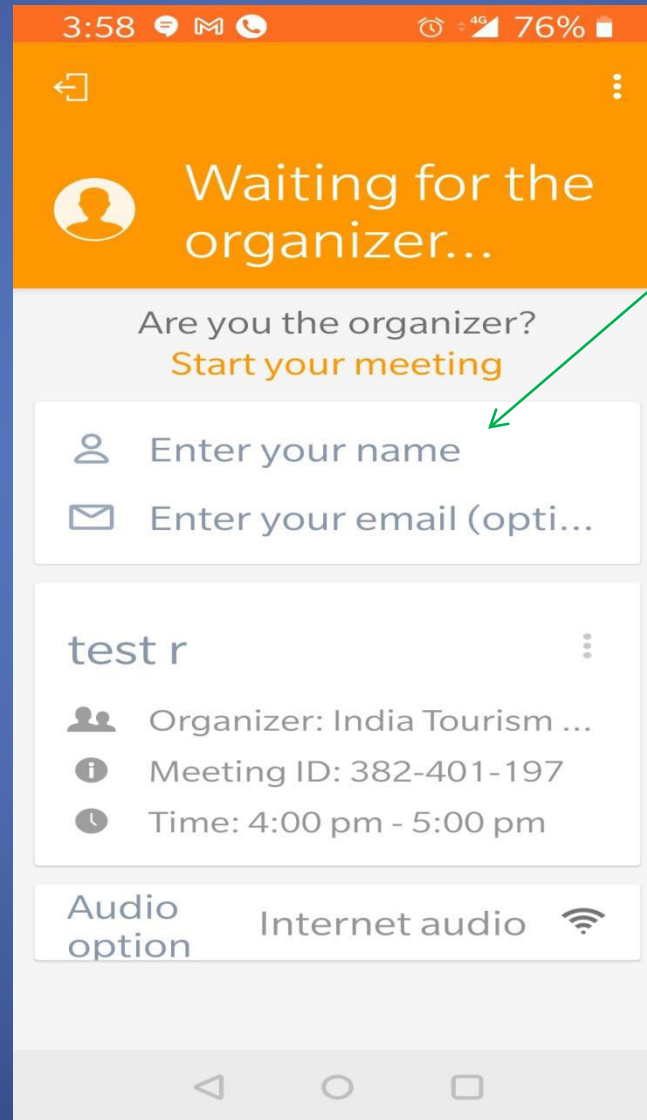 3:58 4G 76%
Waiting for the
organizer...
Are you the organizer?
Start your meeting
Enter your name
Enter your email (opti...
test r
Organizer: India Tourism ...
Meeting ID: 382-401-197
Time: 4:00 pm - 5:00 pm
Audio
option
Internet audio